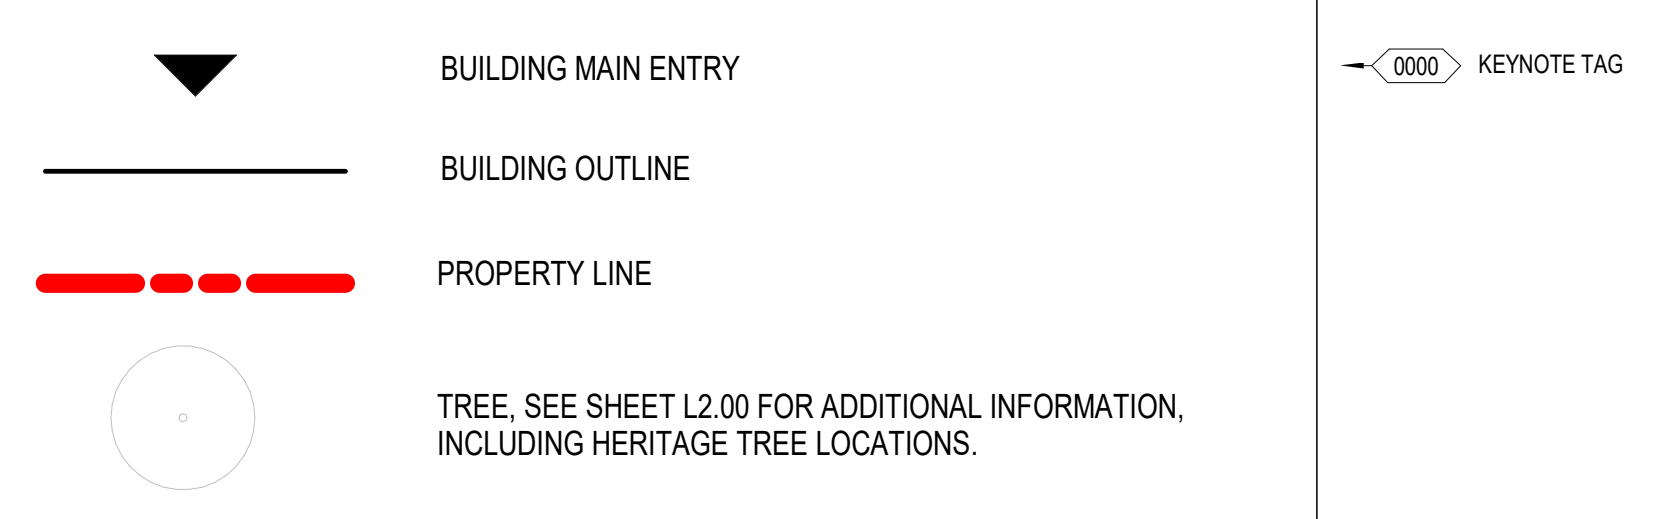 BUILDING MAIN ENTRY
BUILDING OUTLINE
PROPERTY LINE
TREE, SEE SHEET L2.00 FOR ADDITIONAL INFORMATION,
INCLUDING HERITAGE TREE LOCATIONS.
0000 KEYNOTE TAG